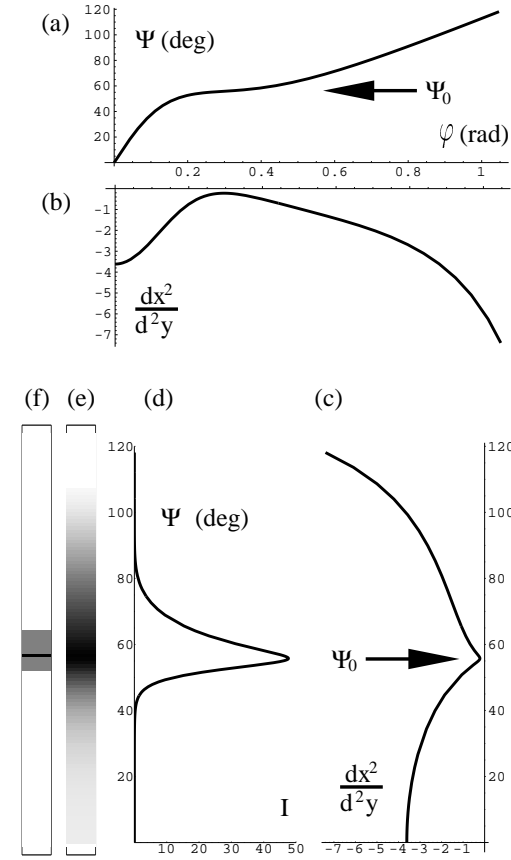 (a)
120
100
80
60
40
20
Ψ (deg)
Ψ0
φ (rad)
0.2 0.4 0.6 0.8 1
(b)
-1
-2
-3
-4
-5
-6
-7
dx²
d²y
(f) (e) (d) (c)
120
100
80
60
40
20
Ψ (deg)
I
10 20 30 40 50
120
100
80
60
40
20
Ψ0
dx²
d²y
-7 -6 -5 -4 -3 -2 -1